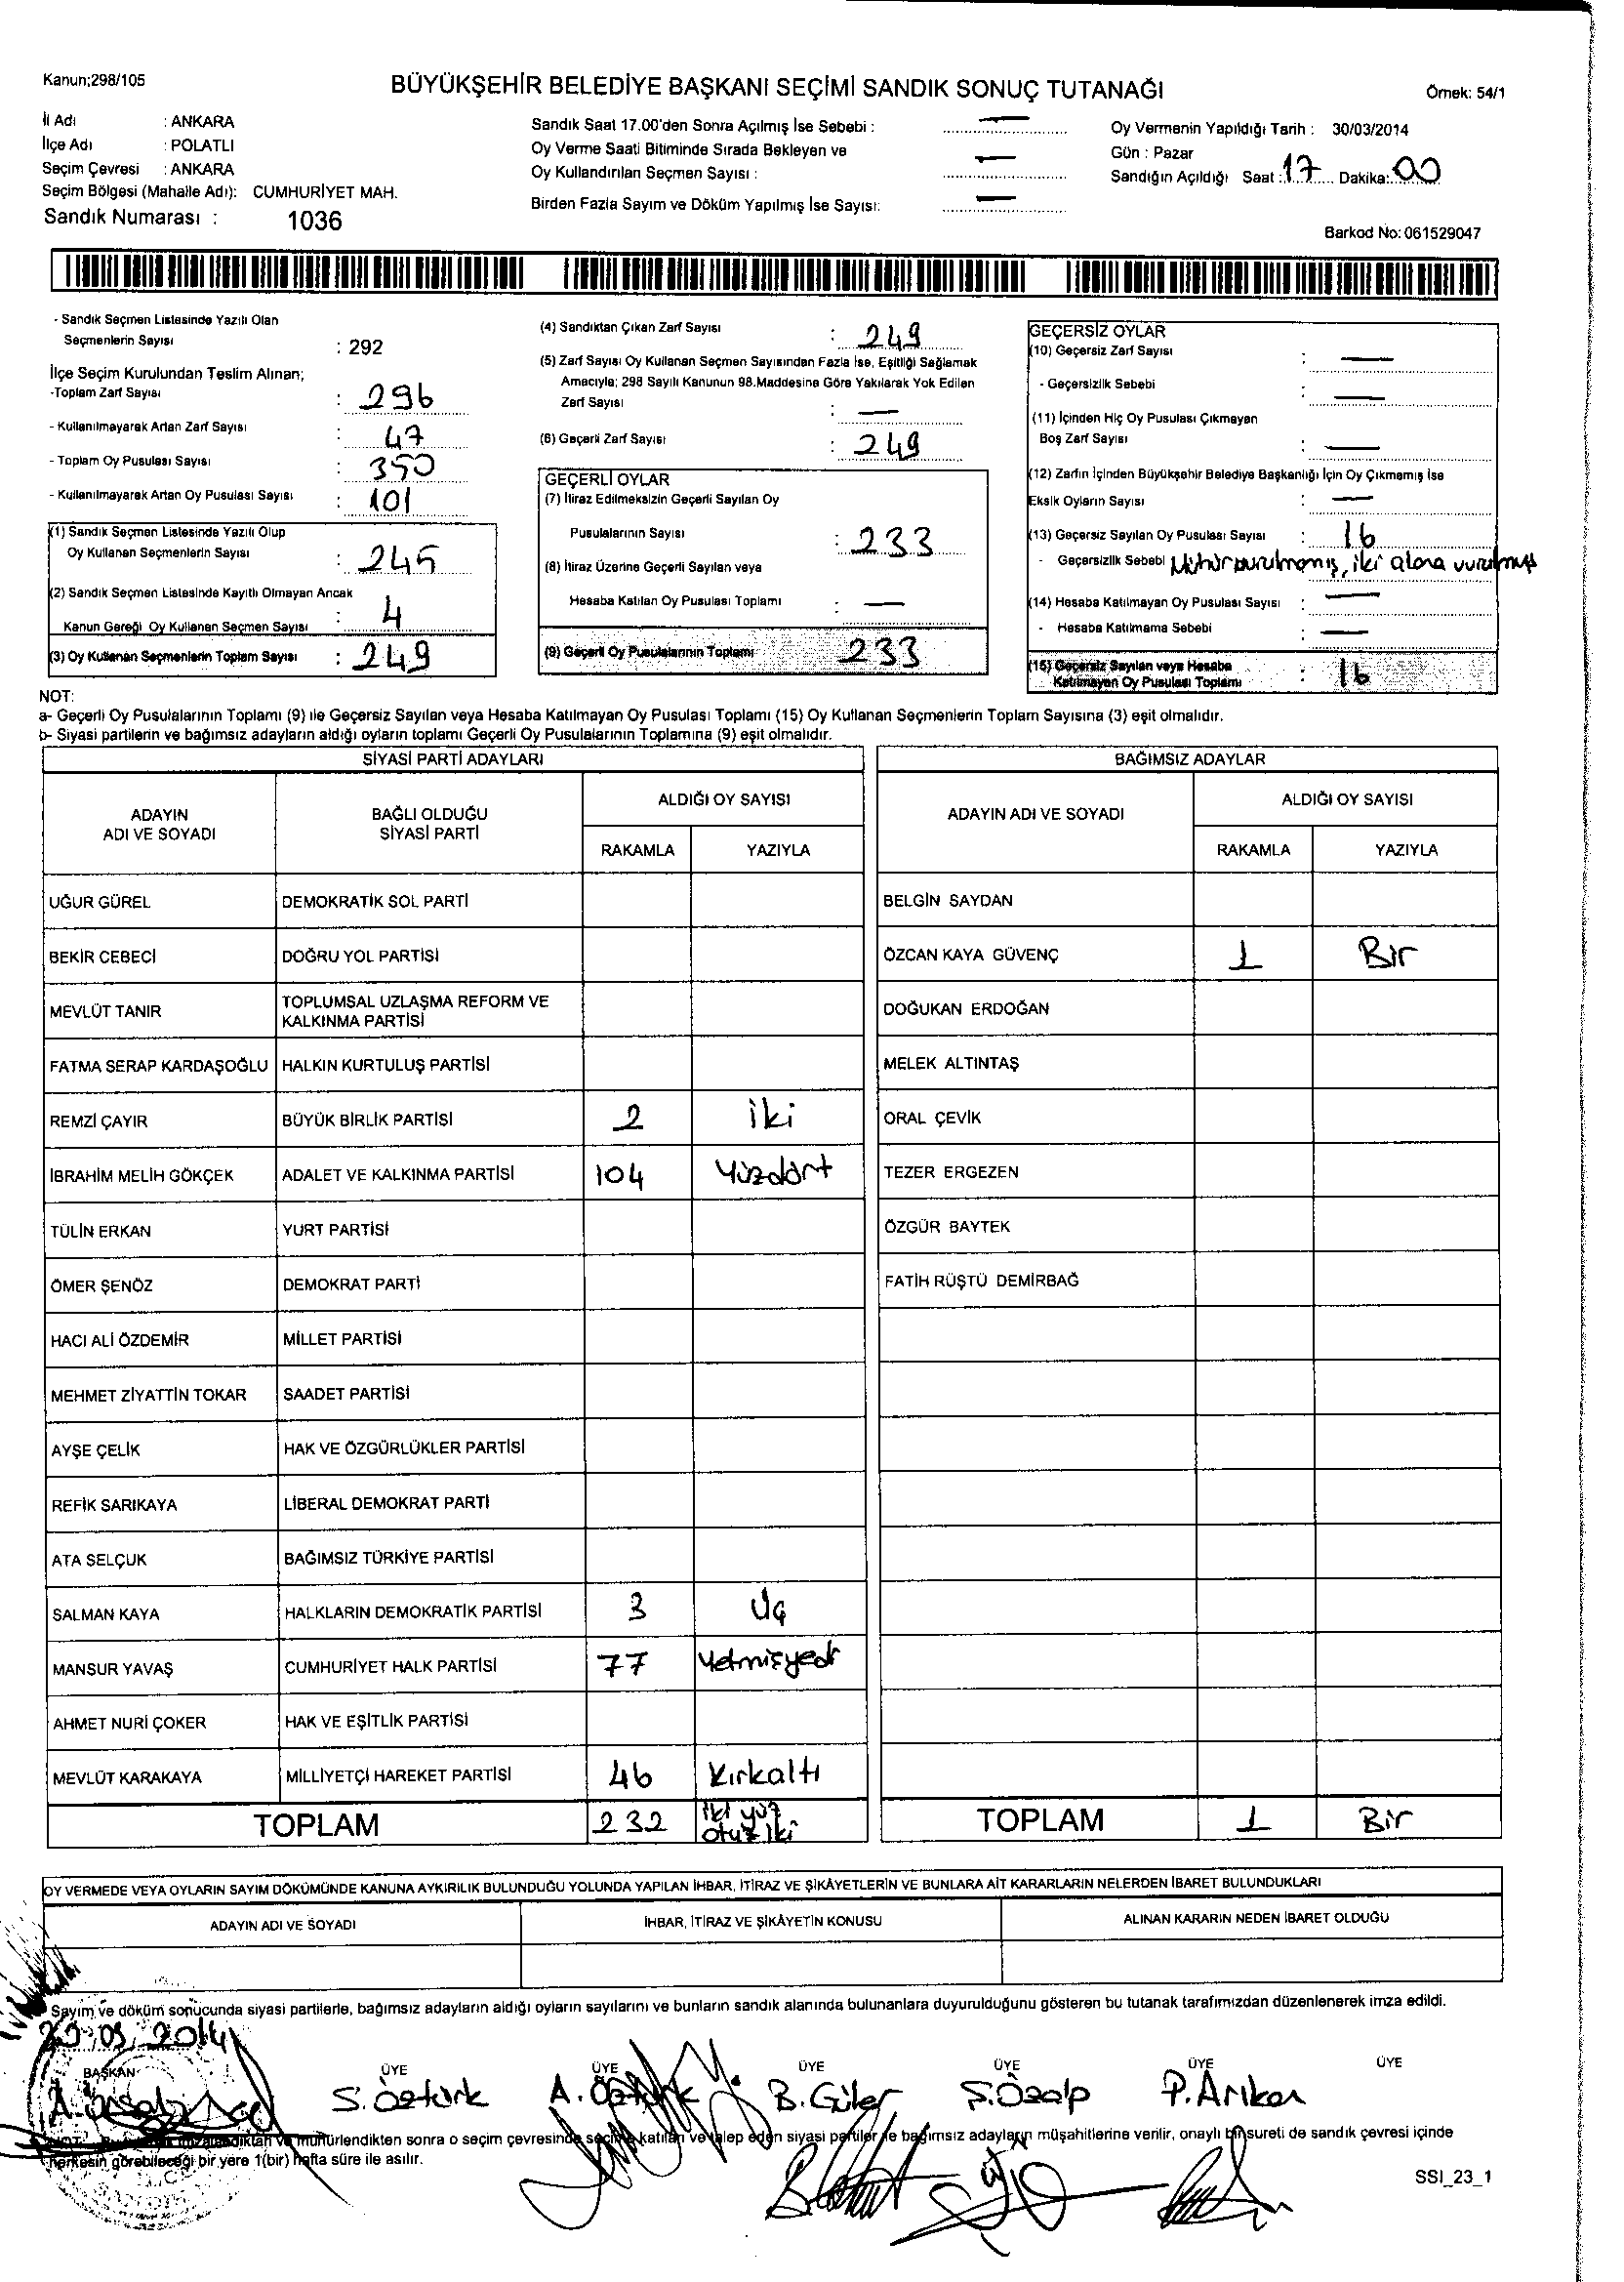 Kanun;298/105
BÜYÜKŞEHİR BELEDİYE BAŞKANI SEÇİMİ SANDIK SONUÇ TUTANAĞI
Örnek: 54/1
İl Adı : ANKARA
İlçe Adı : POLATLI
Seçim Çevresi : ANKARA
Seçim Bölgesi (Mahalle Adı): CUMHURİYET MAH.
Sandık Numarası : 1036
Sandık Saat 17.00'den Sonra Açılmış İse Sebebi : —
Oy Verme Saati Bitiminde Sırada Bekleyen ve
Oy Kullandırılan Seçmen Sayısı : —
Birden Fazla Sayım ve Döküm Yapılmış İse Sayısı: —
Oy Vermenin Yapıldığı Tarih : 30/03/2014
Gün : Pazar
Sandığın Açıldığı Saat : 17 Dakika: 00
Barkod No: 061529047
- Sandık Seçmen Listesinde Yazılı Olan
Seçmenlerin Sayısı : 292
İlçe Seçim Kurulundan Teslim Alınan;
-Toplam Zarf Sayısı : 296
- Kullanılmayarak Artan Zarf Sayısı : 47
- Toplam Oy Pusulası Sayısı : 350
- Kullanılmayarak Artan Oy Pusulası Sayısı : 101
(1) Sandık Seçmen Listesinde Yazılı Olup
Oy Kullanan Seçmenlerin Sayısı : 245
(2) Sandık Seçmen Listesinde Kayıtlı Olmayan Ancak
Kanun Gereği Oy Kullanan Seçmen Sayısı : 4
(3) Oy Kullanan Seçmenlerin Toplam Sayısı : 249
(4) Sandıktan Çıkan Zarf Sayısı : 249
(5) Zarf Sayısı Oy Kullanan Seçmen Sayısından Fazla İse, Eşitliği Sağlamak
Amacıyla; 298 Sayılı Kanunun 98.Maddesine Göre Yakılarak Yok Edilen
Zarf Sayısı : —
(6) Geçerli Zarf Sayısı : 249
GEÇERLİ OYLAR
(7) İtiraz Edilmeksizin Geçerli Sayılan Oy
Pusulalarının Sayısı : 233
(8) İtiraz Üzerine Geçerli Sayılan veya
Hesaba Katılan Oy Pusulası Toplamı : —
(9) Geçerli Oy Pusulalarının Toplamı 233
GEÇERSİZ OYLAR
(10) Geçersiz Zarf Sayısı : —
- Geçersizlik Sebebi : —
(11) İçinden Hiç Oy Pusulası Çıkmayan
Boş Zarf Sayısı : —
(12) Zarfın İçinden Büyükşehir Belediye Başkanlığı İçin Oy Çıkmamış İse
Eksik Oyların Sayısı : —
(13) Geçersiz Sayılan Oy Pusulası Sayısı : 16
- Geçersizlik Sebebi Mühür vurulmamış, iki alana vurulmuş
(14) Hesaba Katılmayan Oy Pusulası Sayısı : —
- Hesaba Katılmama Sebebi : —
(15) Geçersiz Sayılan veya Hesaba
Katılmayan Oy Pusulası Toplamı : 16
NOT:
a- Geçerli Oy Pusulalarının Toplamı (9) ile Geçersiz Sayılan veya Hesaba Katılmayan Oy Pusulası Toplamı (15) Oy Kullanan Seçmenlerin Toplam Sayısına (3) eşit olmalıdır.
b- Siyasi partilerin ve bağımsız adayların aldığı oyların toplamı Geçerli Oy Pusulalarının Toplamına (9) eşit olmalıdır.
SİYASİ PARTİ ADAYLARI
ADAYIN ADI VE SOYADI
BAĞLI OLDUĞU SİYASİ PARTİ
ALDIĞI OY SAYISI
RAKAMLA YAZIYLA
UĞUR GÜREL DEMOKRATİK SOL PARTİ
BEKİR CEBECİ DOĞRU YOL PARTİSİ
MEVLÜT TANIR TOPLUMSAL UZLAŞMA REFORM VE
KALKINMA PARTİSİ
FATMA SERAP KARDAŞOĞLU HALKIN KURTULUŞ PARTİSİ
REMZİ ÇAYIR BÜYÜK BİRLİK PARTİSİ 2 iki
İBRAHİM MELİH GÖKÇEK ADALET VE KALKINMA PARTİSİ 104 Yüzdört
TÜLİN ERKAN YURT PARTİSİ
ÖMER ŞENÖZ DEMOKRAT PARTİ
HACI ALİ ÖZDEMİR MİLLET PARTİSİ
MEHMET ZİYATTİN TOKAR SAADET PARTİSİ
AYŞE ÇELİK HAK VE ÖZGÜRLÜKLER PARTİSİ
REFİK SARIKAYA LİBERAL DEMOKRAT PARTİ
ATA SELÇUK BAĞIMSIZ TÜRKİYE PARTİSİ
SALMAN KAYA HALKLARIN DEMOKRATİK PARTİSİ 3 Üç
MANSUR YAVAŞ CUMHURİYET HALK PARTİSİ 77 Yetmişyedi
AHMET NURİ ÇOKER HAK VE EŞİTLİK PARTİSİ
MEVLÜT KARAKAYA MİLLİYETÇİ HAREKET PARTİSİ 46 Kırkaltı
TOPLAM 232 İki yüz
otuz iki
BAĞIMSIZ ADAYLAR
ADAYIN ADI VE SOYADI
ALDIĞI OY SAYISI
RAKAMLA YAZIYLA
BELGİN SAYDAN
ÖZCAN KAYA GÜVENÇ 1 Bir
DOĞUKAN ERDOĞAN
MELEK ALTINTAŞ
ORAL ÇEVİK
TEZER ERGEZEN
ÖZGÜR BAYTEK
FATİH RÜŞTÜ DEMİRBAĞ
TOPLAM 1 Bir
OY VERMEDE VEYA OYLARIN SAYIM DÖKÜMÜNDE KANUNA AYKIRILIK BULUNDUĞU YOLUNDA YAPILAN İHBAR, İTİRAZ VE ŞİKÂYETLERİN VE BUNLARA AİT KARARLARIN NELERDEN İBARET BULUNDUKLARI
ADAYIN ADI VE SOYADI İHBAR, İTİRAZ VE ŞİKÂYETİN KONUSU ALINAN KARARIN NEDEN İBARET OLDUĞU
Sayım ve döküm sonucunda siyasi partilerle, bağımsız adayların aldığı oyların sayılarını ve bunların sandık alanında bulunanlara duyurulduğunu gösteren bu tutanak tarafımızdan düzenlenerek imza edildi.
30.03.2014
BAŞKAN ÜYE ÜYE ÜYE ÜYE ÜYE ÜYE
S. Öztürk A. Öztürk B. Güler Ş. Özalp P. Arıkan
imzalandıktan ve mühürlendikten sonra o seçim çevresinde seçime katılan ve talep eden siyasi partiler ile bağımsız adayların müşahitlerine verilir, onaylı bir sureti de sandık çevresi içinde
herkesin görebileceği bir yere 1(bir) hafta süre ile asılır.
SSI_23_1